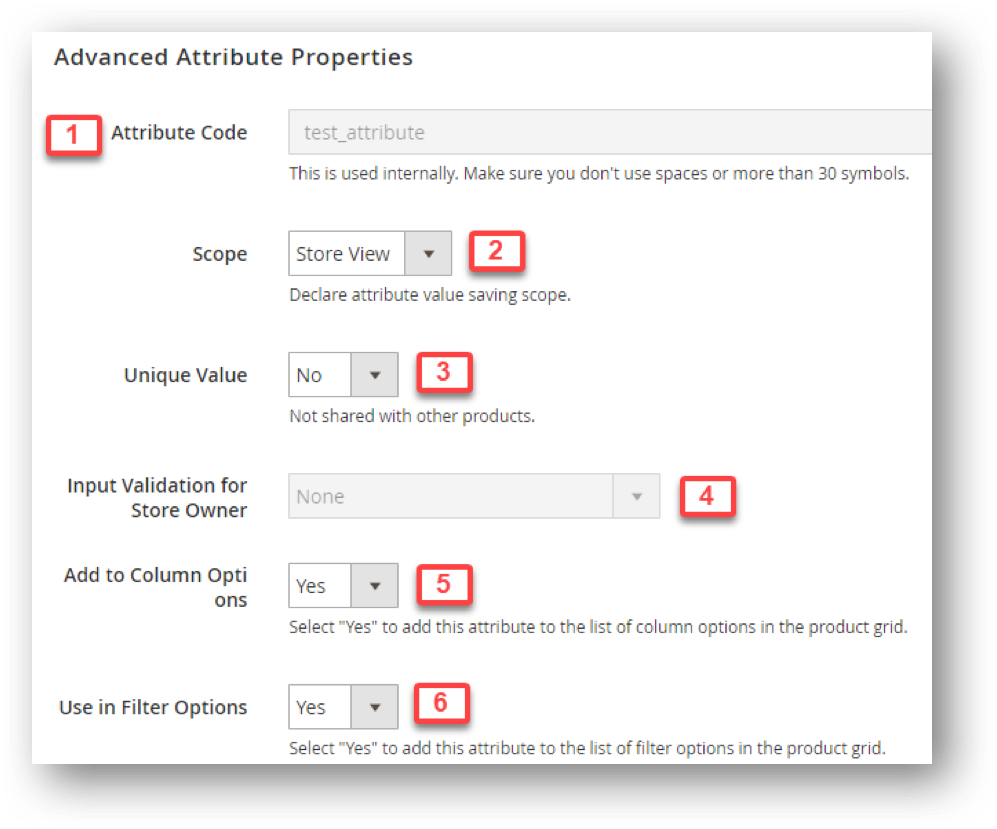 Advanced Attribute Properties
1 Attribute Code test_attribute
This is used internally. Make sure you don't use spaces or more than 30 symbols.
Scope Store View 2
Declare attribute value saving scope.
Unique Value No 3
Not shared with other products.
Input Validation for
Store Owner
None 4
Add to Column Opti
ons
Yes 5
Select "Yes" to add this attribute to the list of column options in the product grid.
Use in Filter Options Yes 6
Select "Yes" to add this attribute to the list of filter options in the product grid.